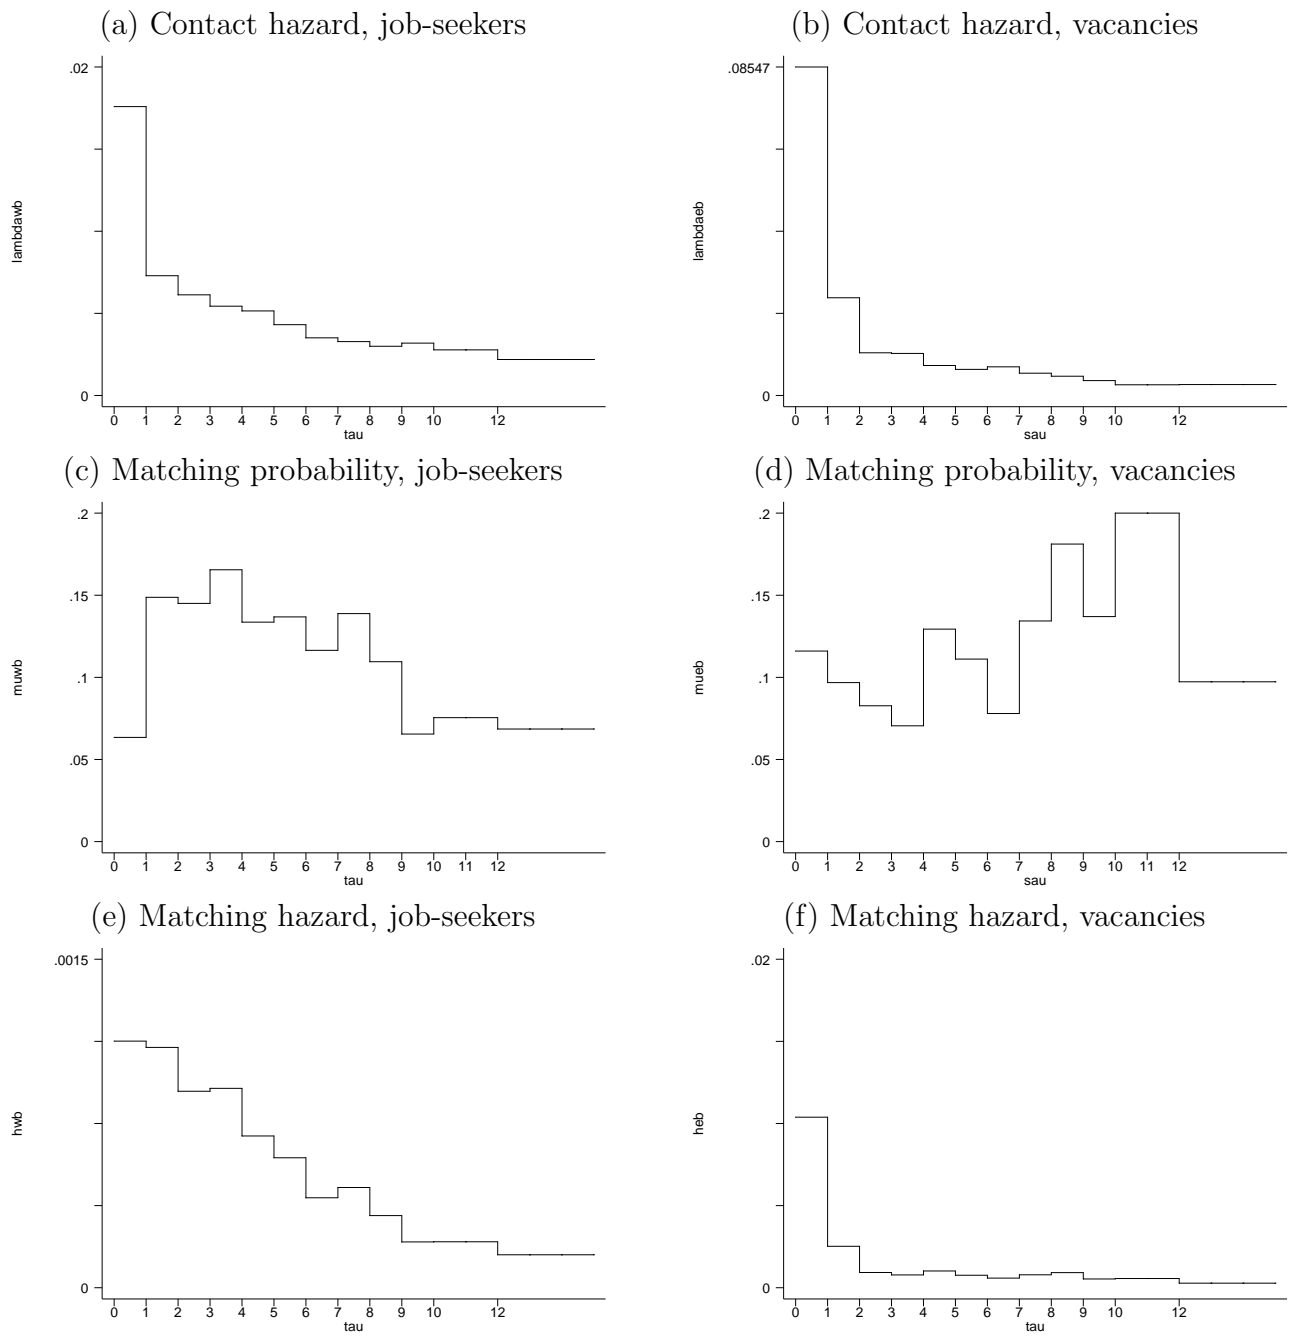 (a) Contact hazard, job-seekers
.02
lambdawb
0
0 1 2 3 4 5 6 7 8 9 10 12
tau
(b) Contact hazard, vacancies
.08547
lambdaeb
0
0 1 2 3 4 5 6 7 8 9 10 12
sau
(c) Matching probability, job-seekers
.2
.15
muwb
.1
.05
0
0 1 2 3 4 5 6 7 8 9 10 11 12
tau
(d) Matching probability, vacancies
.2
.15
mueb
.1
.05
0
0 1 2 3 4 5 6 7 8 9 10 11 12
sau
(e) Matching hazard, job-seekers
.0015
hwb
0
0 1 2 3 4 5 6 7 8 9 10 12
tau
(f) Matching hazard, vacancies
.02
heb
0
0 1 2 3 4 5 6 7 8 9 10 12
tau